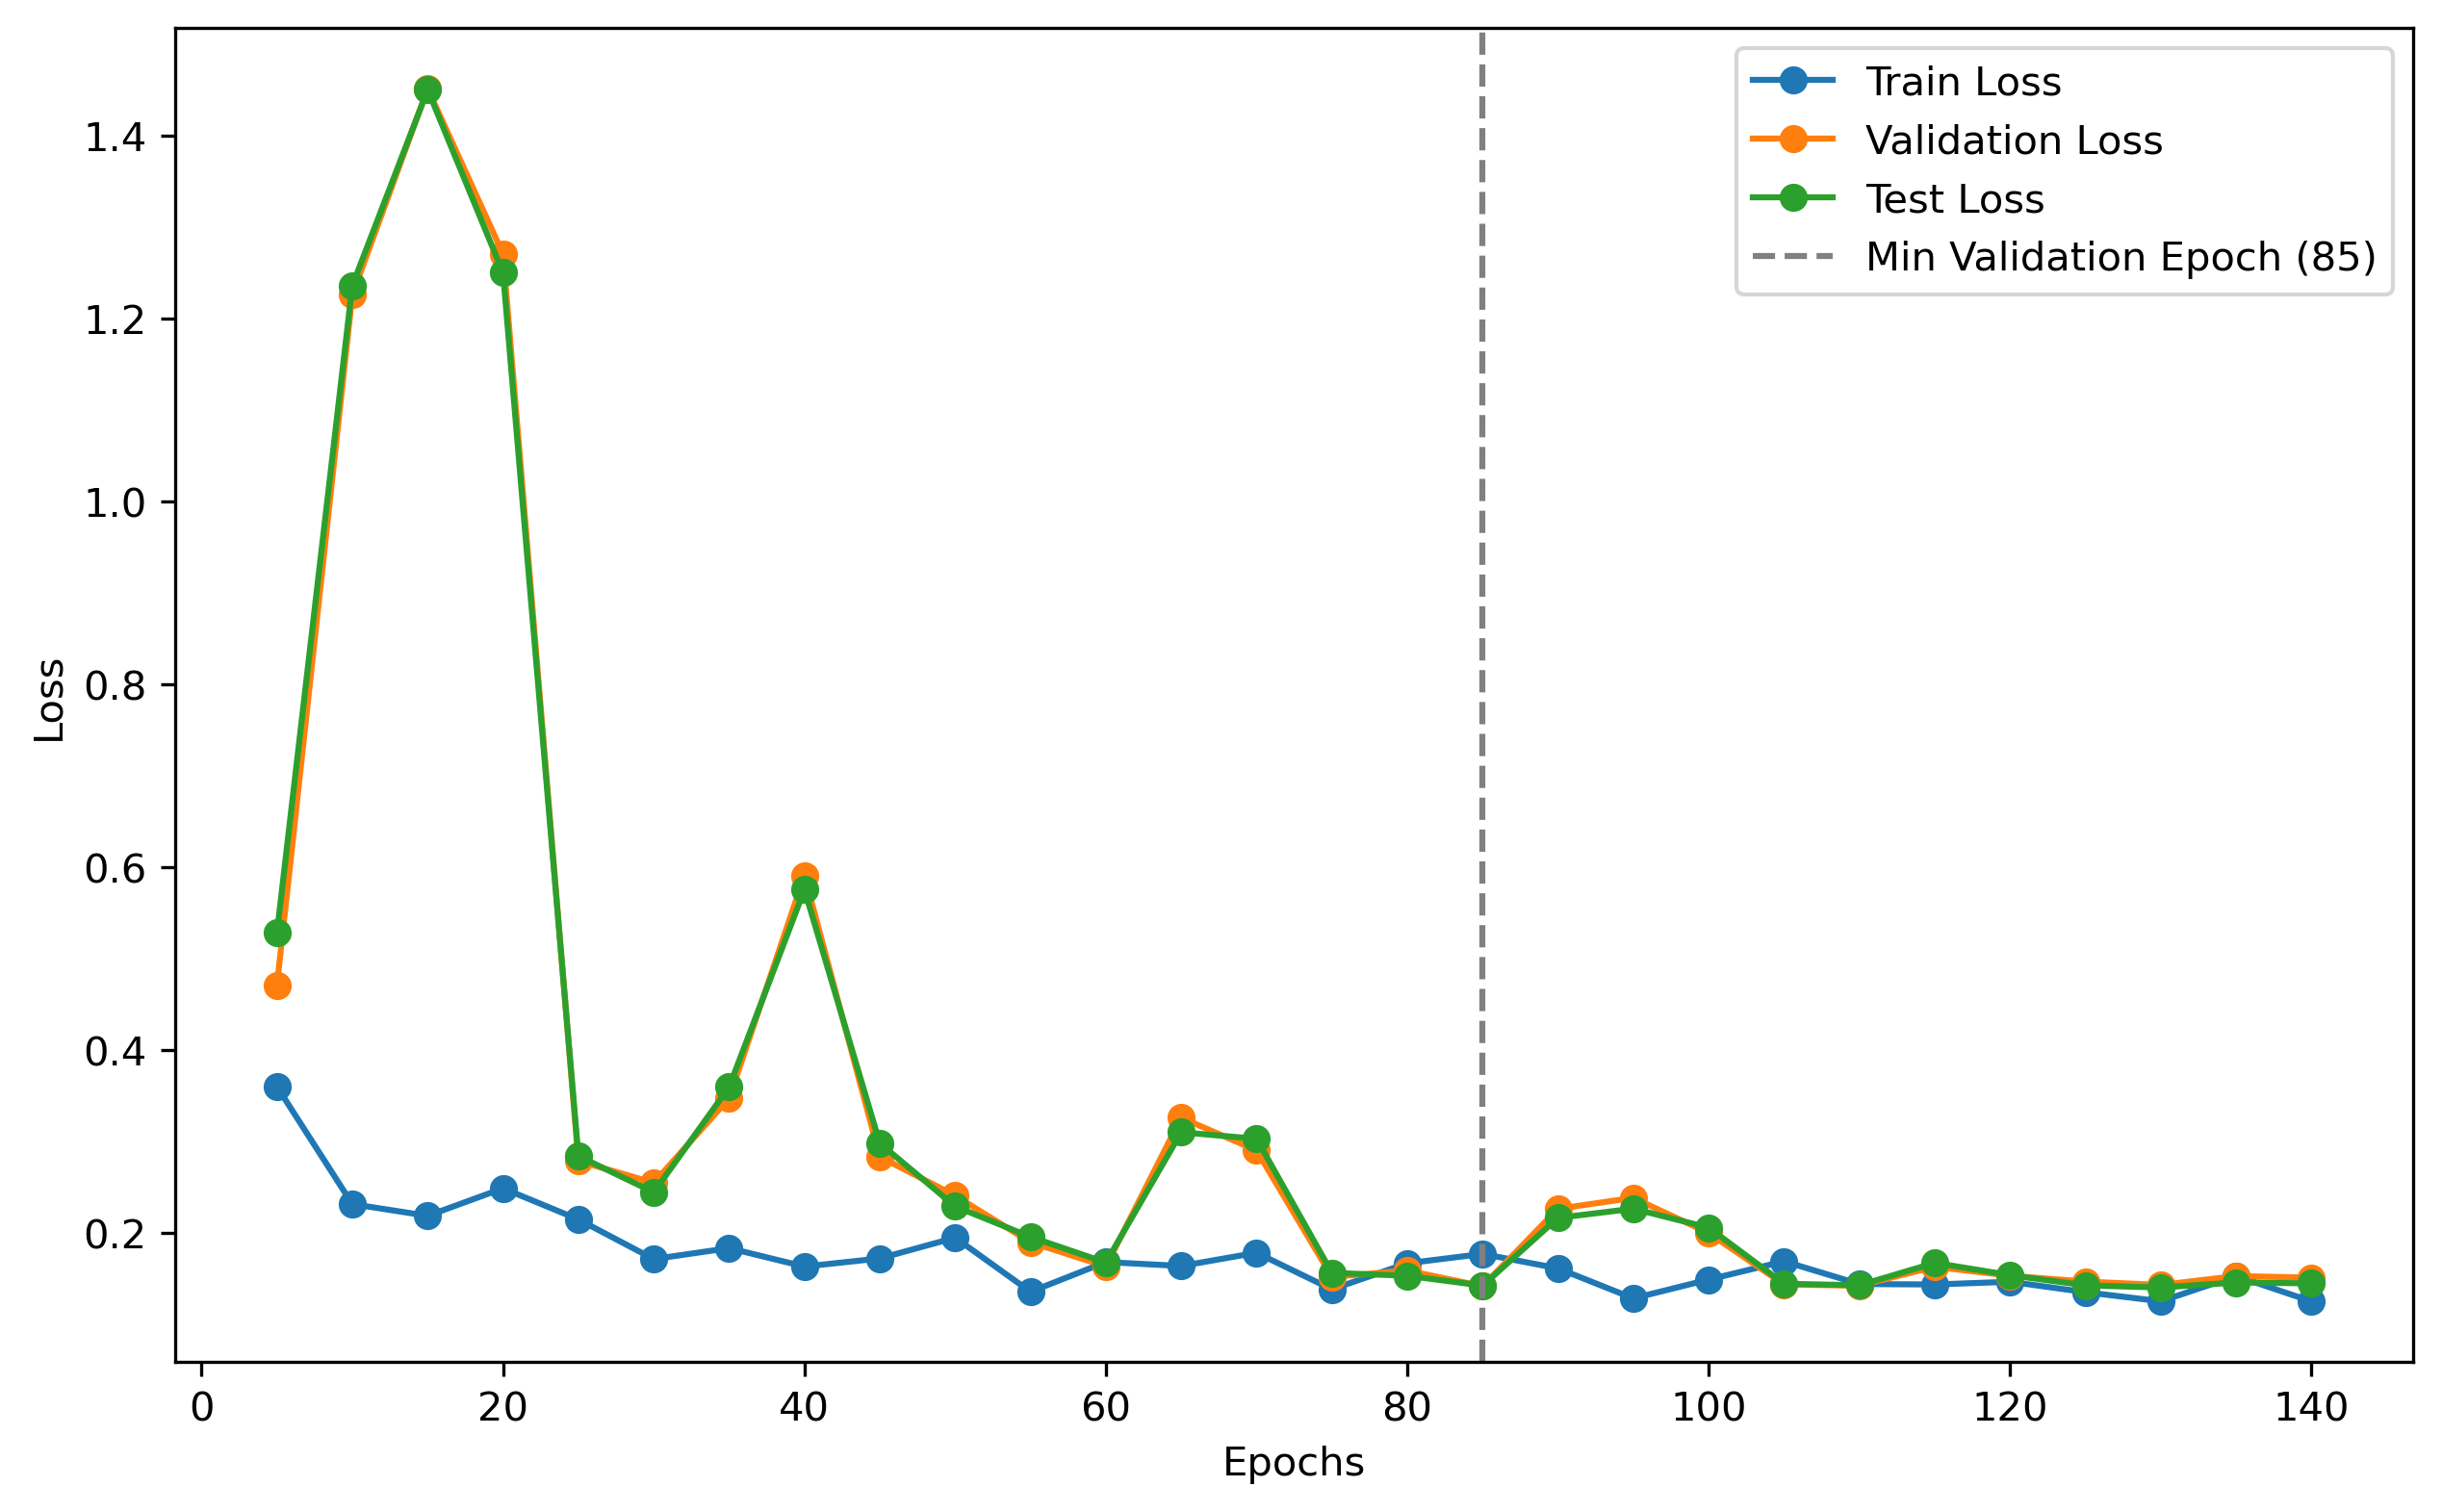 Train Loss
Validation Loss
Test Loss
Min Validation Epoch (85)
1.4
1.2
1.0
0.8
0.6
0.4
0.2
Loss
0 20 40 60 80 100 120 140
Epochs